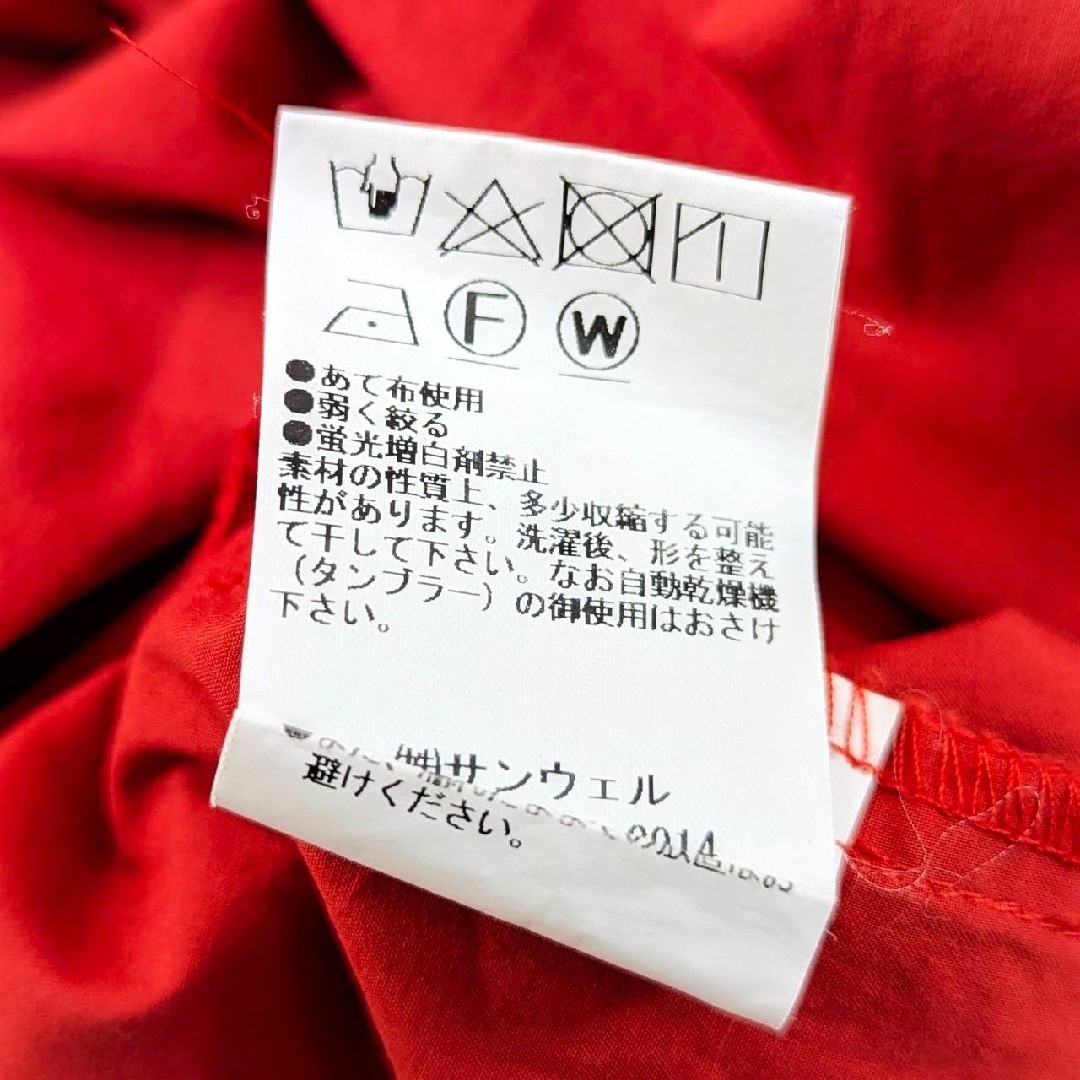 F W
●あて布使用
●弱く絞る
●蛍光増白剤禁止
素材の性質上、多少収縮する可能
性があります。洗濯後、形を整え
て干して下さい。なお自動乾燥機
（タンブラー）の御使用はおさけ
下さい。
㈱サンウェル
避けください。